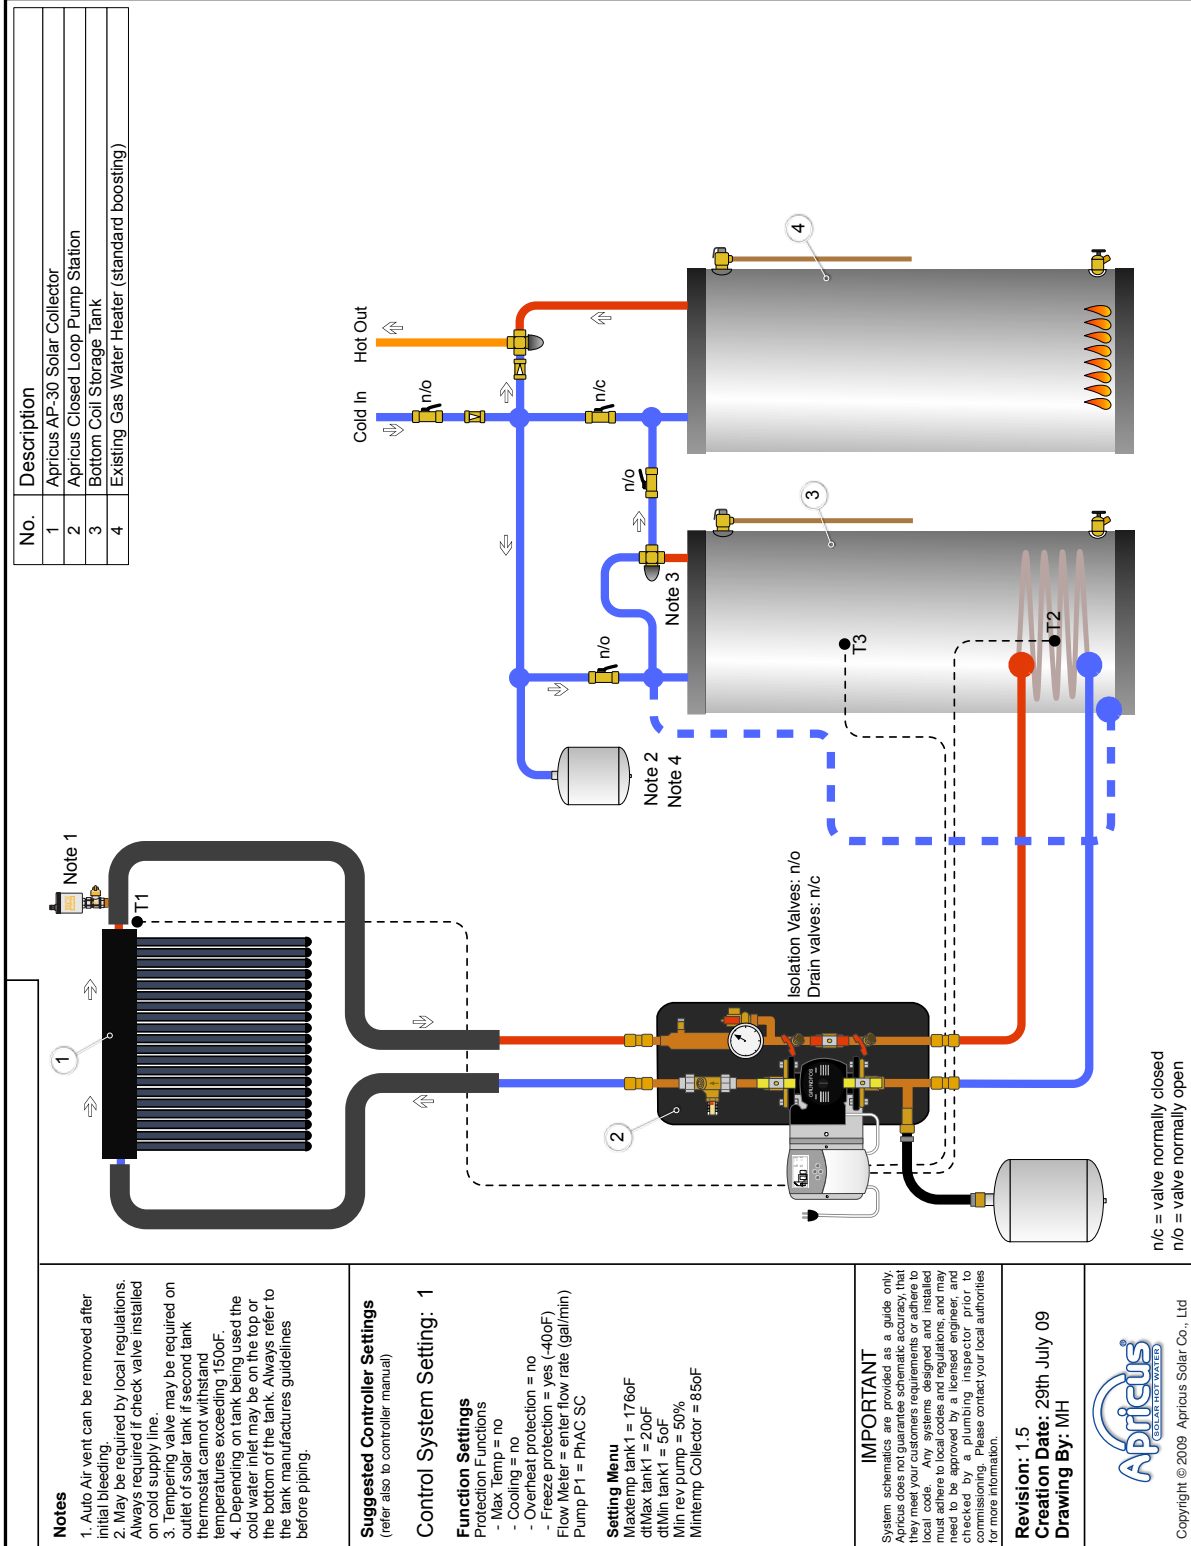 No. Description
1 Apricus AP-30 Solar Collector
2 Apricus Closed Loop Pump Station
3 Bottom Coil Storage Tank
4 Existing Gas Water Heater (standard boosting)
Cold In
Hot Out
n/o
n/c
n/o
n/o
Note 3
Note 2
Note 4
Note 1
T1
T2
T3
1
2
3
4
Isolation Valves: n/o
Drain valves: n/c
GRUNDFOS
n/c = valve normally closed
n/o = valve normally open
Notes
1. Auto Air vent can be removed after
initial bleeding.
2. May be required by local regulations.
Always required if check valve installed
on cold supply line.
3. Tempering valve may be required on
outlet of solar tank if second tank
thermostat cannot withstand
temperatures exceeding 150oF.
4. Depending on tank being used the
cold water inlet may be on the top or
the bottom of the tank. Always refer to
the tank manufactures guidelines
before piping.
Suggested Controller Settings
(refer also to controller manual)
Control System Setting: 1
Function Settings
Protection Functions
- Max Temp = no
- Cooling = no
- Overheat protection = no
- Freeze protection = yes (-40oF)
Flow Meter = enter flow rate (gal/min)
Pump P1 = PhAC SC
Setting Menu
Maxtemp tank1 = 176oF
dtMax tank1 = 20oF
dtMin tank1 = 5oF
Min rev pump = 50%
Mintemp Collector = 85oF
IMPORTANT
System schematics are provided as a guide only.
Apricus does not guarantee schematic accuracy, that
they meet your customers requirements or adhere to
local code. Any systems designed and installed
must adhere to local codes and regulations, and may
need to be approved by a licensed engineer, and
checked by a plumbing inspector prior to
commissioning. Please contact your local authorities
for more information.
Revision: 1.5
Creation Date: 29th July 09
Drawing By: MH
Apricus®
SOLAR HOT WATER
Copyright © 2009 Apricus Solar Co., Ltd